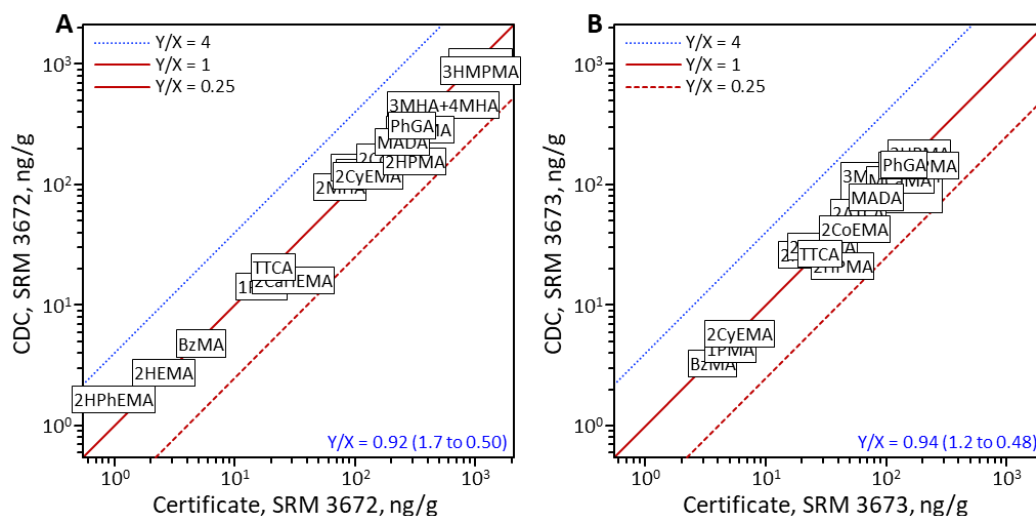 A
Y/X = 4
Y/X = 1
Y/X = 0.25
3HMPMA
3MHA+4MHA
PhGA
MADA
2HPMA
2CyEMA
2MHA
TTCA
2CaHEMA
BzMA
2HEMA
2HPhEMA
Y/X = 0.92 (1.7 to 0.50)
10³
10²
10¹
10⁰
CDC, SRM 3672, ng/g
10⁰
10¹
10²
10³
Certificate, SRM 3672, ng/g
B
Y/X = 4
Y/X = 1
Y/X = 0.25
PhGA
MADA
2CoEMA
TTCA
2HPMA
2CyEMA
1PMA
BzMA
Y/X = 0.94 (1.2 to 0.48)
10³
10²
10¹
10⁰
CDC, SRM 3673, ng/g
10⁰
10¹
10²
10³
Certificate, SRM 3673, ng/g